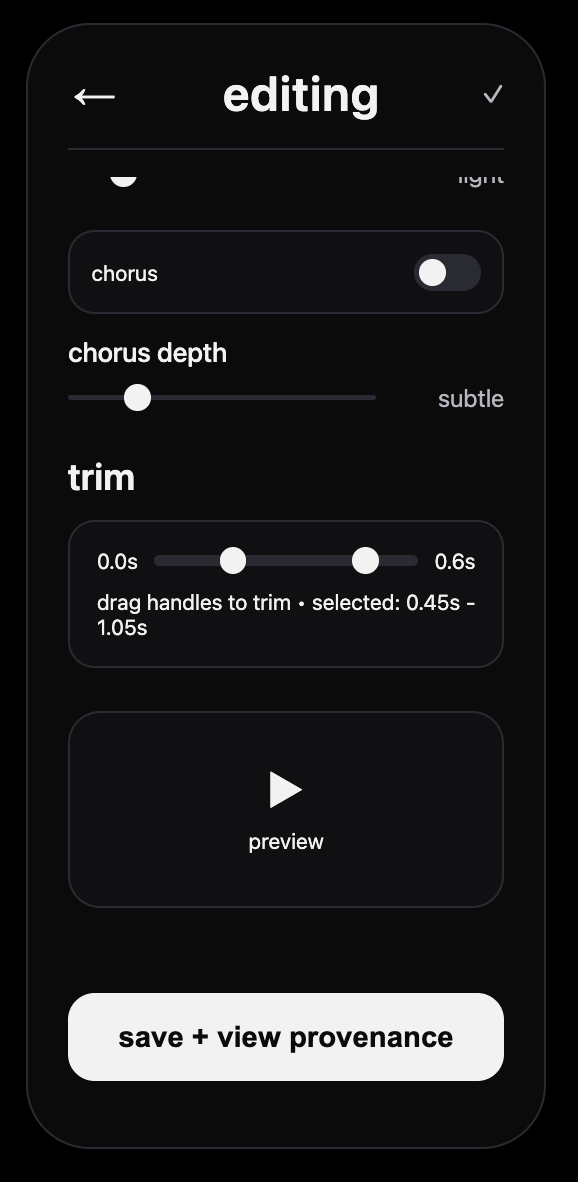 editing
light
chorus
chorus depth
subtle
trim
0.0s
0.6s
drag handles to trim • selected: 0.45s -
1.05s
preview
save + view provenance